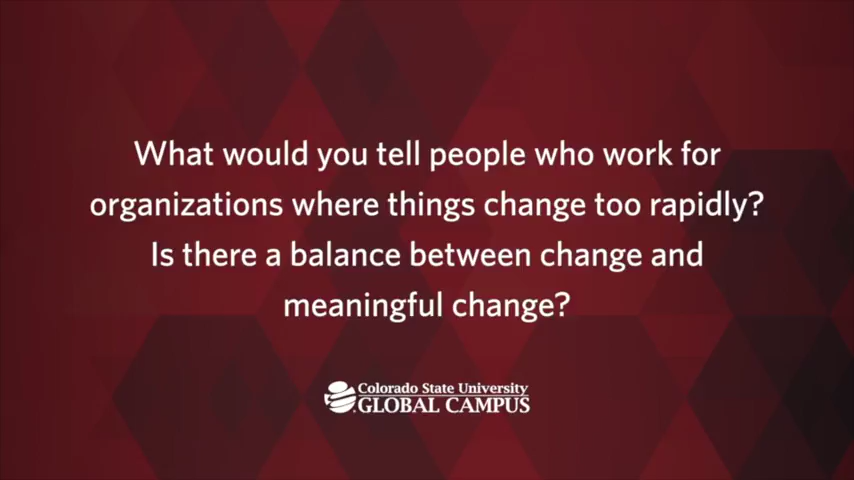 What would you tell people who work for
organizations where things change too rapidly?
Is there a balance between change and
meaningful change?
Colorado State University
GLOBAL CAMPUS